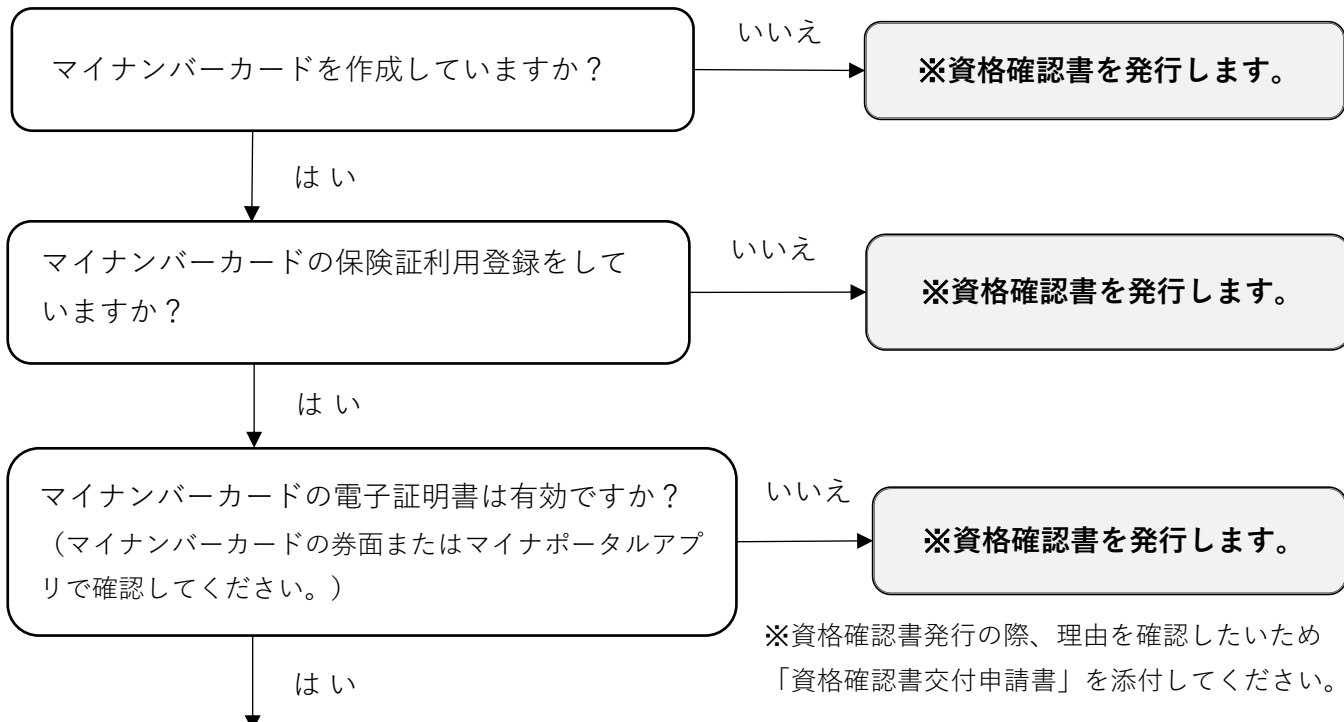 マイナンバーカードを作成していますか？
いいえ
※資格確認書を発行します。
はい
マイナンバーカードの保険証利用登録をして
いますか？
いいえ
※資格確認書を発行します。
はい
マイナンバーカードの電子証明書は有効ですか？
（マイナンバーカードの券面またはマイナポータルアプ
リで確認してください。）
いいえ
※資格確認書を発行します。
※資格確認書発行の際、理由を確認したいため
「資格確認書交付申請書」を添付してください。
はい